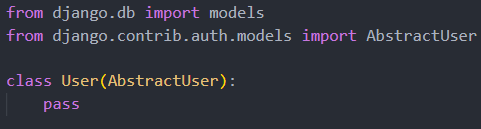 from django.db import models
from django.contrib.auth.models import AbstractUser

class User(AbstractUser):
    pass